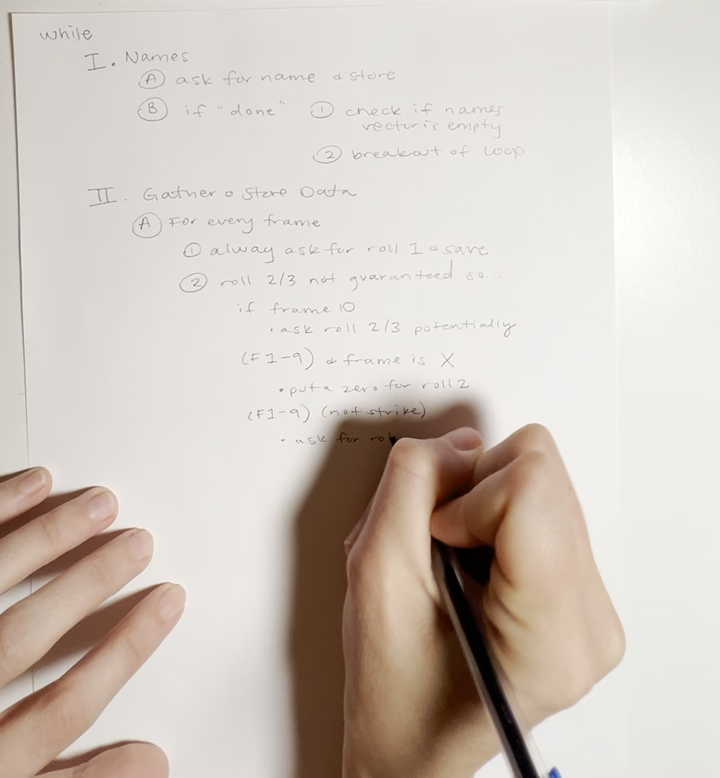 while
I. Names
Ⓐ ask for name & store
Ⓑ if "done" ① check if names
vector is empty
② breakout of loop
II. Gather & Store Data
Ⓐ For every frame
① alway ask for roll 1 & save
② roll 2/3 not guaranteed so...
if frame 10
• ask roll 2/3 potentially
(F1-9) & frame is X
• put a zero for roll 2
(F1-9) (not strike)
• ask for rol